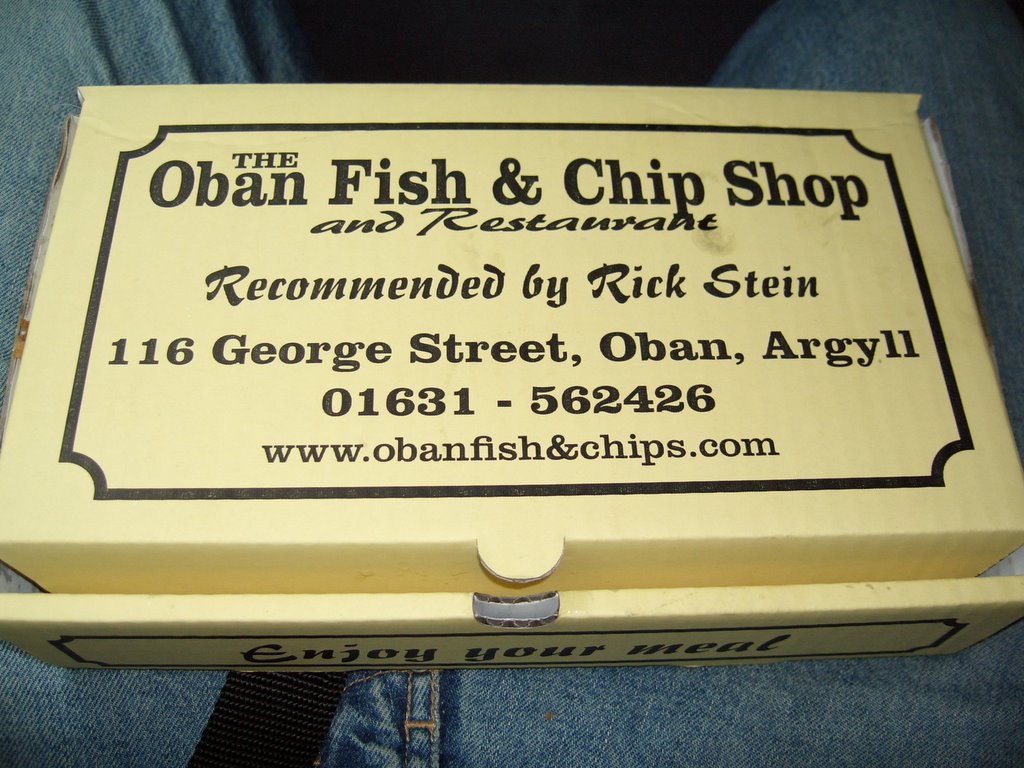 THE
Oban Fish & Chip Shop
and Restaurant
Recommended by Rick Stein
116 George Street, Oban, Argyll
01631 - 562426
www.obanfish&chips.com
Enjoy your meal